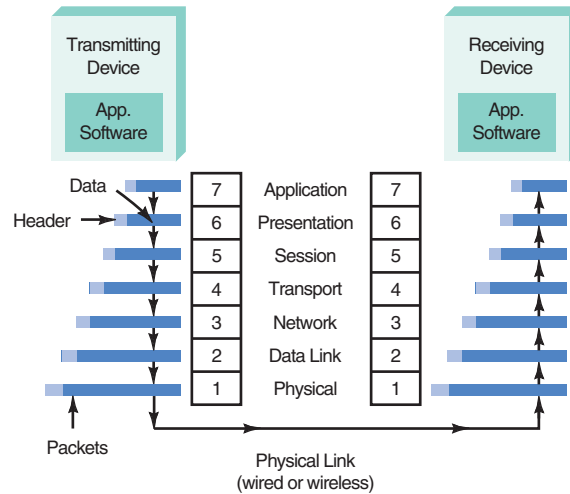 Transmitting
Device
App.
Software
Receiving
Device
App.
Software
Data
Header
7 Application 7
6 Presentation 6
5 Session 5
4 Transport 4
3 Network 3
2 Data Link 2
1 Physical 1
Packets
Physical Link
(wired or wireless)